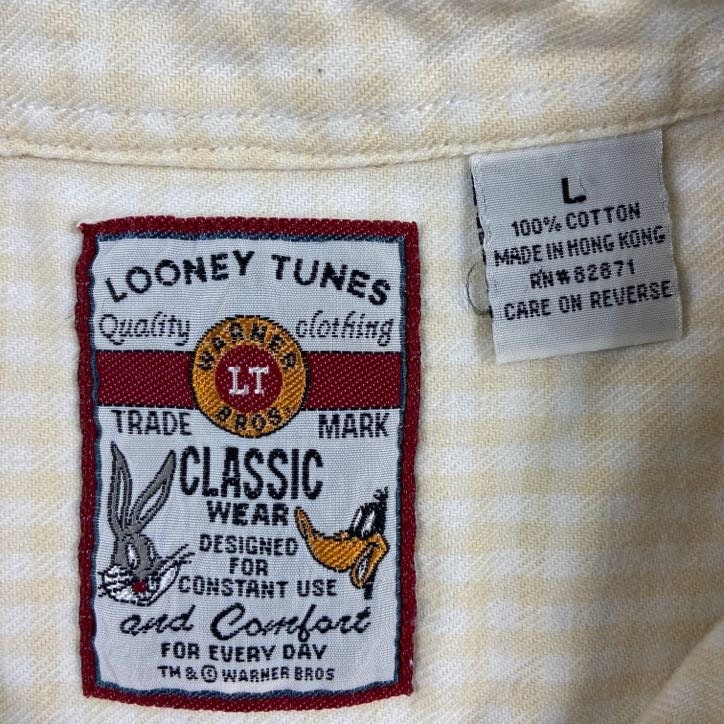 LOONEY TUNES
Quality clothing
WARNER
LT
BROS.
TRADE MARK
CLASSIC
WEAR
DESIGNED
FOR
CONSTANT USE
and Comfort
FOR EVERY DAY
TM & © WARNER BROS
L
100% COTTON
MADE IN HONG KONG
RN# 82871
CARE ON REVERSE